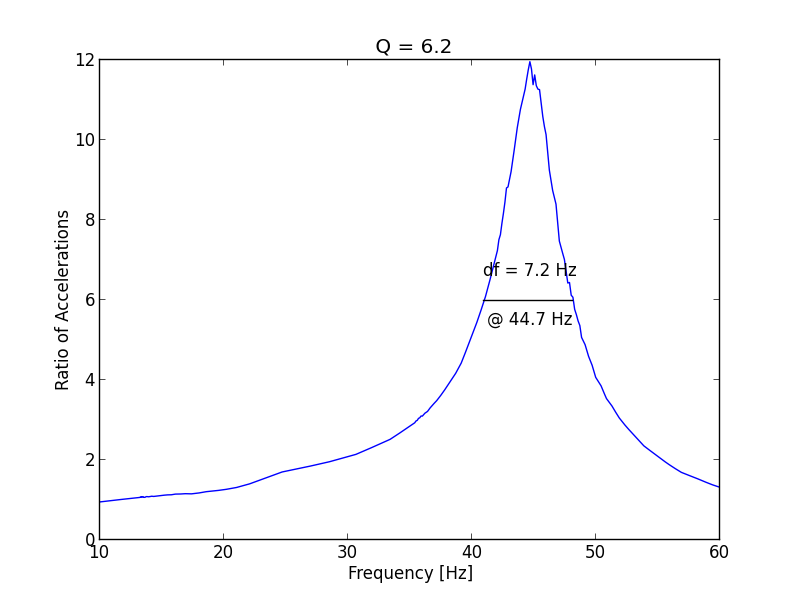 Q = 6.2
12
10
8
6
4
2
0
Ratio of Accelerations
df = 7.2 Hz
@ 44.7 Hz
10 20 30 40 50 60
Frequency [Hz]